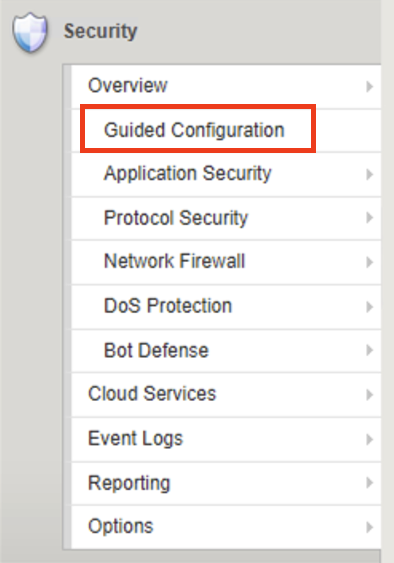 Security
Overview
Guided Configuration
Application Security
Protocol Security
Network Firewall
DoS Protection
Bot Defense
Cloud Services
Event Logs
Reporting
Options